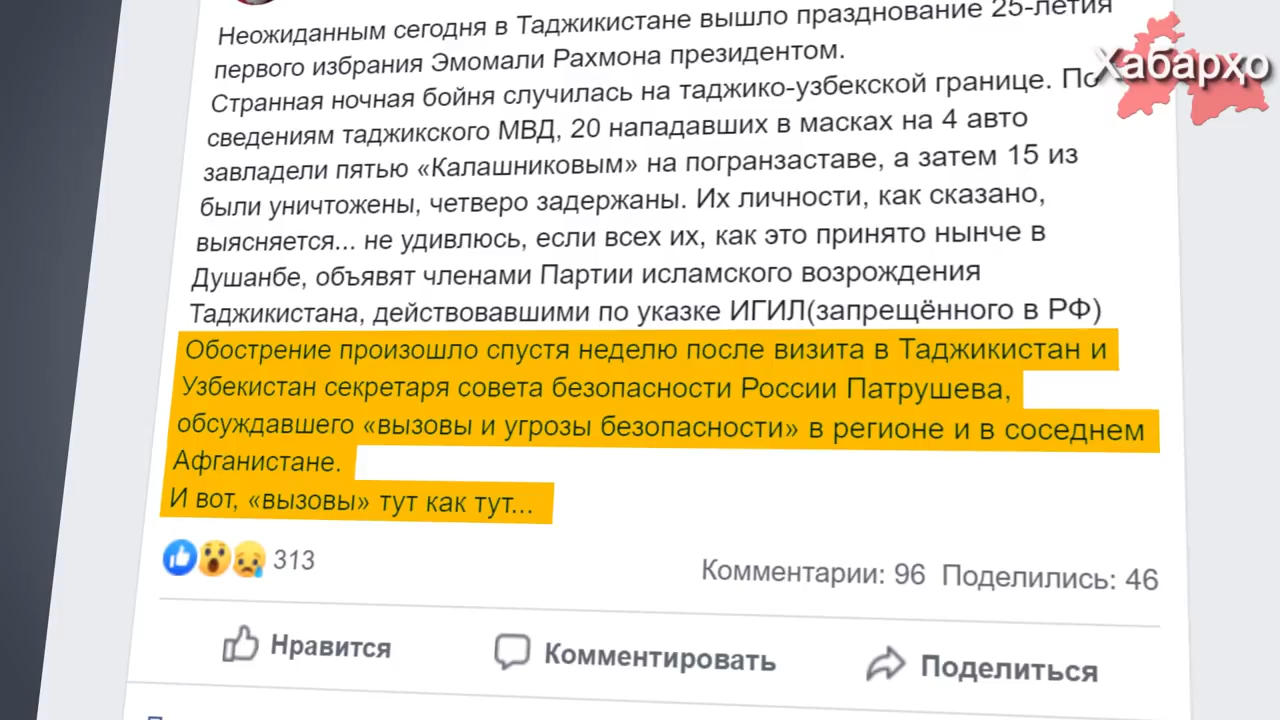 Неожиданным сегодня в Таджикистане вышло празднование 25-летия
первого избрания Эмомали Рахмона президентом.
Странная ночная бойня случилась на таджико-узбекской границе. По
Хабарҳо
сведениям таджикского МВД, 20 нападавших в масках на 4 авто
завладели пятью «Калашниковым» на погранзаставе, а затем 15 из
были уничтожены, четверо задержаны. Их личности, как сказано,
выясняется... не удивлюсь, если всех их, как это принято нынче в
Душанбе, объявят членами Партии исламского возрождения
Таджикистана, действовавшими по указке ИГИЛ(запрещённого в РФ)
Обострение произошло спустя неделю после визита в Таджикистан и
Узбекистан секретаря совета безопасности России Патрушева,
обсуждавшего «вызовы и угрозы безопасности» в регионе и в соседнем
Афганистане.
И вот, «вызовы» тут как тут...
313
Комментарии: 96 Поделились: 46
Нравится
Комментировать
Поделиться